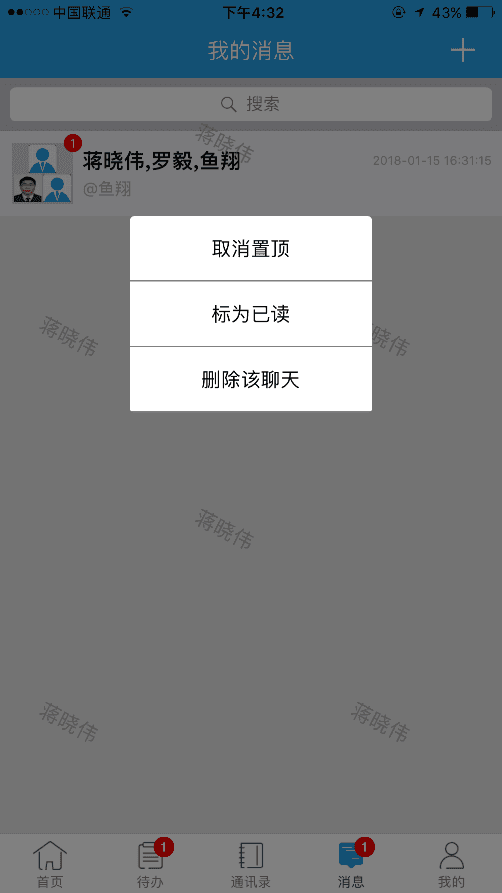 中国联通 下午4:32 43%
我的消息
搜索
1
蒋晓伟,罗毅,鱼翔 2018-01-15 16:31:15
@鱼翔
蒋晓伟
取消置顶
标为已读
删除该聊天
蒋晓伟
蒋晓伟
蒋晓伟
蒋晓伟
蒋晓伟
1 1
首页 待办 通讯录 消息 我的